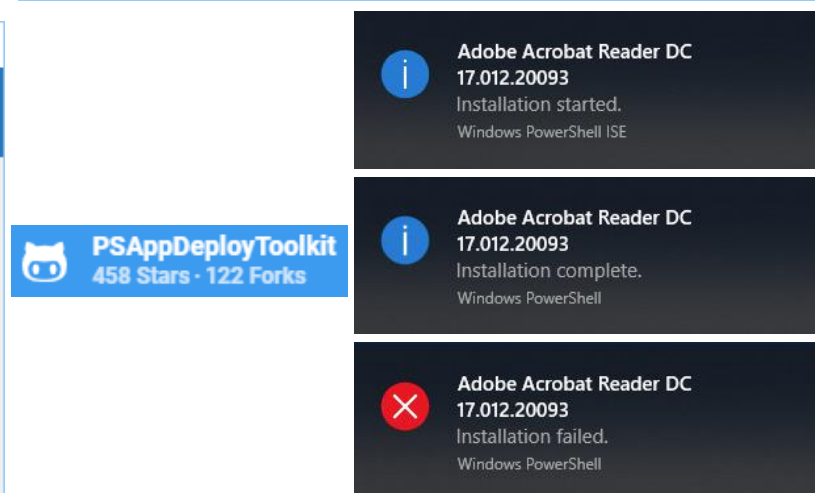 PSAppDeployToolkit
458 Stars · 122 Forks
Adobe Acrobat Reader DC
17.012.20093
Installation started.
Windows PowerShell ISE
Adobe Acrobat Reader DC
17.012.20093
Installation complete.
Windows PowerShell
Adobe Acrobat Reader DC
17.012.20093
Installation failed.
Windows PowerShell